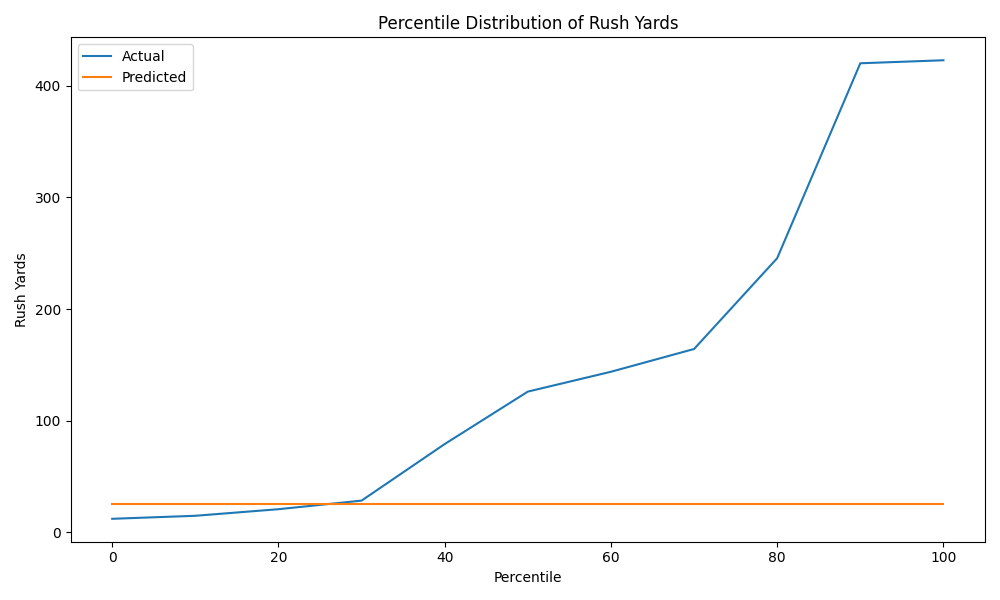 Percentile Distribution of Rush Yards
Actual
Predicted
400
300
200
100
0
Rush Yards
0 20 40 60 80 100
Percentile